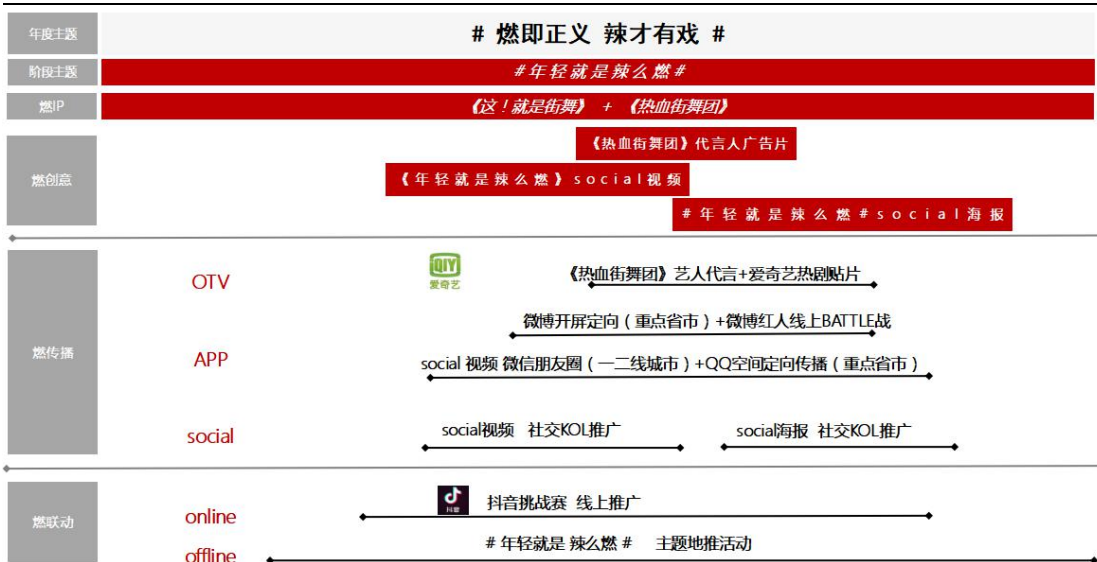 年度主题
# 燃即正义 辣才有戏 #
阶段主题
#年轻就是辣么燃#
燃IP
《这！就是街舞》 + 《热血街舞团》
燃创意
《热血街舞团》代言人广告片
《年轻就是辣么燃》social视频
#年轻就是辣么燃#social海报
燃传播
OTV
QIY
爱奇艺
《热血街舞团》艺人代言+爱奇艺热剧贴片
APP
微博开屏定向（重点省市）+微博红人线上BATTLE战
social 视频 微信朋友圈（一二线城市）+QQ空间定向传播（重点省市）
social
social视频 社交KOL推广
social海报 社交KOL推广
燃联动
online
抖音
抖音挑战赛 线上推广
offline
# 年轻就是 辣么燃 # 主题地推活动